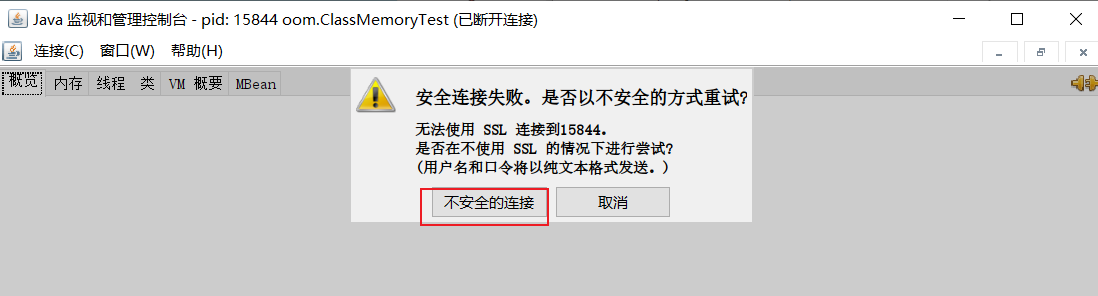 Java 监视和管理控制台 - pid: 15844 oom.ClassMemoryTest (已断开连接)
连接(C) 窗口(W) 帮助(H)
概览 内存 线程 类 VM 概要 MBean
安全连接失败。是否以不安全的方式重试?
无法使用 SSL 连接到15844。
是否在不使用 SSL 的情况下进行尝试?
(用户名和口令将以纯文本格式发送。)
不安全的连接 取消